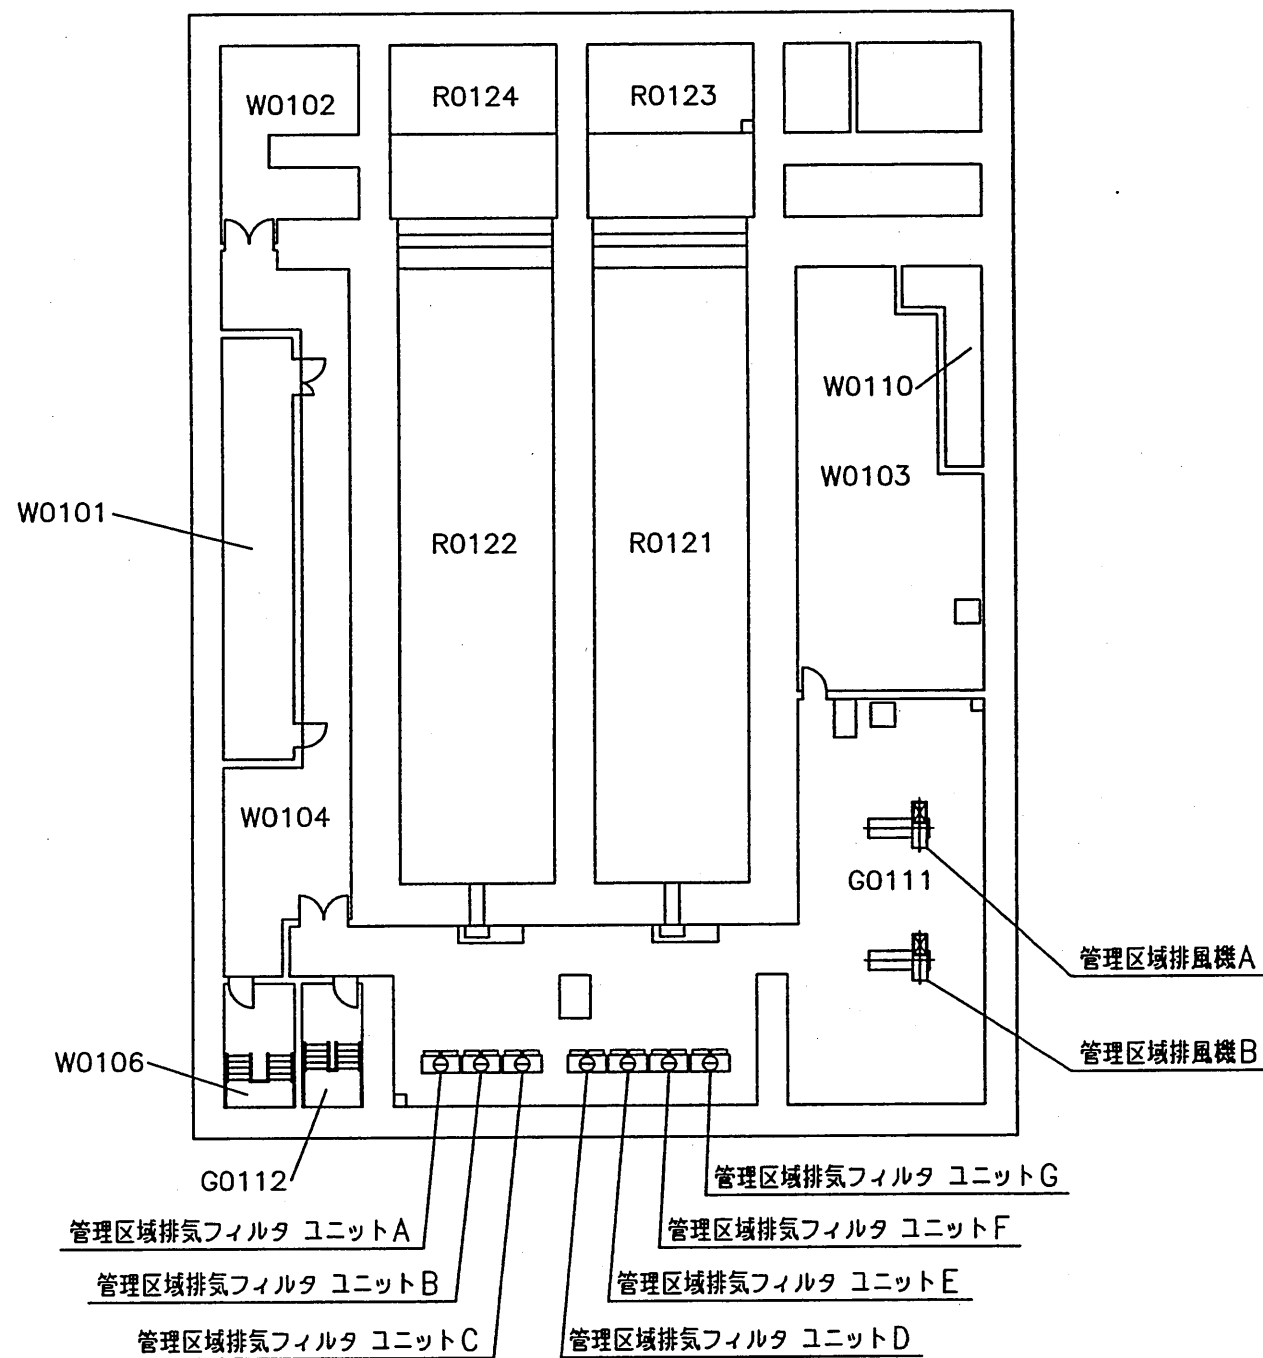 W0102
R0124
R0123
W0110
W0103
W0101
R0122
R0121
W0104
G0111
管理区域排風機A
管理区域排風機B
W0106
G0112
管理区域排気フィルタ ユニットG
管理区域排気フィルタ ユニットA
管理区域排気フィルタ ユニットF
管理区域排気フィルタ ユニットB
管理区域排気フィルタ ユニットE
管理区域排気フィルタ ユニットC
管理区域排気フィルタ ユニットD